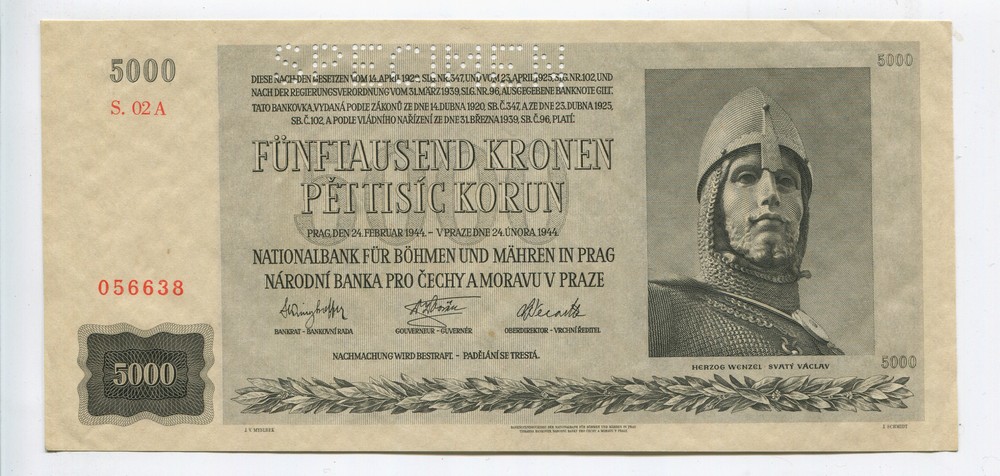 SPECIMEN
5000
5000
S. 02 A
DIESE NACH DEN GESETZEN VOM 14. APRIL 1920, SLG. NR. 347, UND VOM 23. APRIL 1925, SLG. NR. 102, UND
NACH DER REGIERUNGSVERORDNUNG VOM 31. MÄRZ 1939, SLG. NR. 96, AUSGEGEBENE BANKNOTE GILT.
TATO BANKOVKA, VYDANÁ PODLE ZÁKONŮ ZE DNE 14. DUBNA 1920, SB. Č. 347, A ZE DNE 23. DUBNA 1925,
SB. Č. 102, A PODLE VLÁDNÍHO NAŘÍZENÍ ZE DNE 31. BŘEZNA 1939, SB. Č. 96, PLATÍ:
FÜNFTAUSEND KRONEN
PĚTTISÍC KORUN
5000
PRAG, DEN 24. FEBRUAR 1944. – V PRAZE DNE 24. ÚNORA 1944.
NATIONALBANK FÜR BÖHMEN UND MÄHREN IN PRAG
NÁRODNÍ BANKA PRO ČECHY A MORAVU V PRAZE
056638
BANKRAT – BANKOVNÍ RADA
GOUVERNEUR – GUVERNÉR
OBERDIREKTOR – VRCHNÍ ŘEDITEL
NACHMACHUNG WIRD BESTRAFT. – PADĚLÁNÍ SE TRESTÁ.
5000
HERZOG WENZEL SVATÝ VÁCLAV
5000
J. V. MYSLBEK